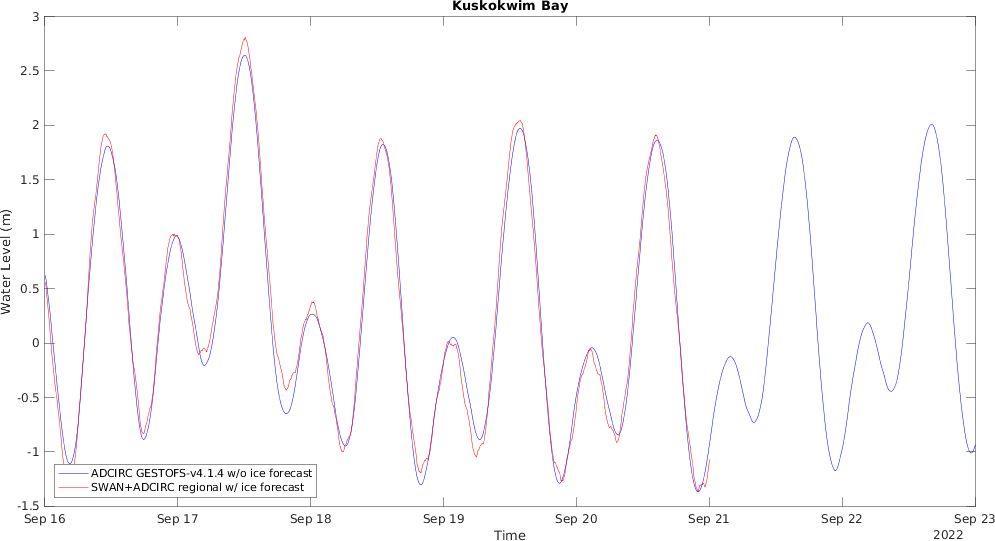 Kuskokwim Bay
3
2.5
2
1.5
1
0.5
0
-0.5
-1
-1.5
Water Level (m)
ADCIRC GESTOFS-v4.1.4 w/o ice forecast
SWAN+ADCIRC regional w/ ice forecast
Sep 16 Sep 17 Sep 18 Sep 19 Sep 20 Sep 21 Sep 22 Sep 23
Time
2022